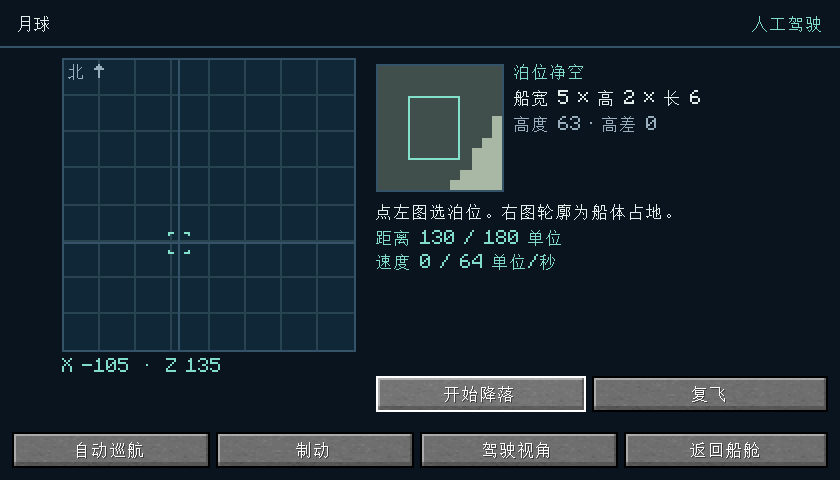 月球
人工驾驶
北
泊位净空
船宽 5 × 高 2 × 长 6
高度 63 · 高差 0
点左图选泊位。右图轮廓为船体占地。
距离 130 / 180 单位
速度 0 / 64 单位/秒
X -105 · Z 135
开始降落
复飞
自动巡航
制动
驾驶视角
返回船舱